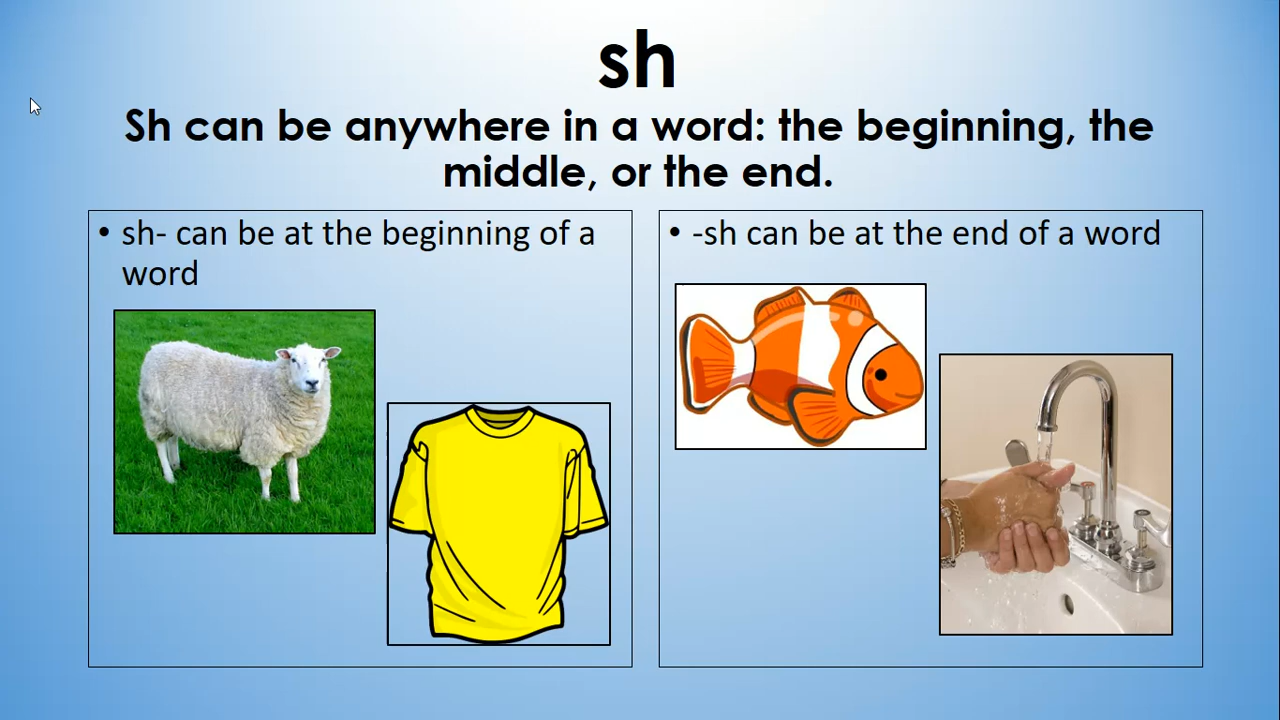 sh
Sh can be anywhere in a word: the beginning, the
middle, or the end.
• sh- can be at the beginning of a
word
• -sh can be at the end of a word